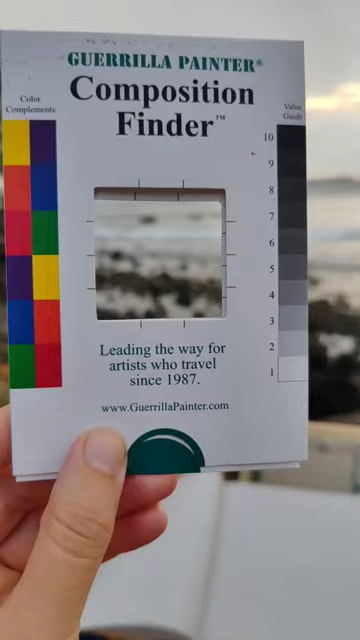 GUERRILLA PAINTER®
Composition
Finder™
Color
Complements
Value
Guide
10
9
8
7
6
5
4
3
2
1
Leading the way for
artists who travel
since 1987.
www.GuerrillaPainter.com